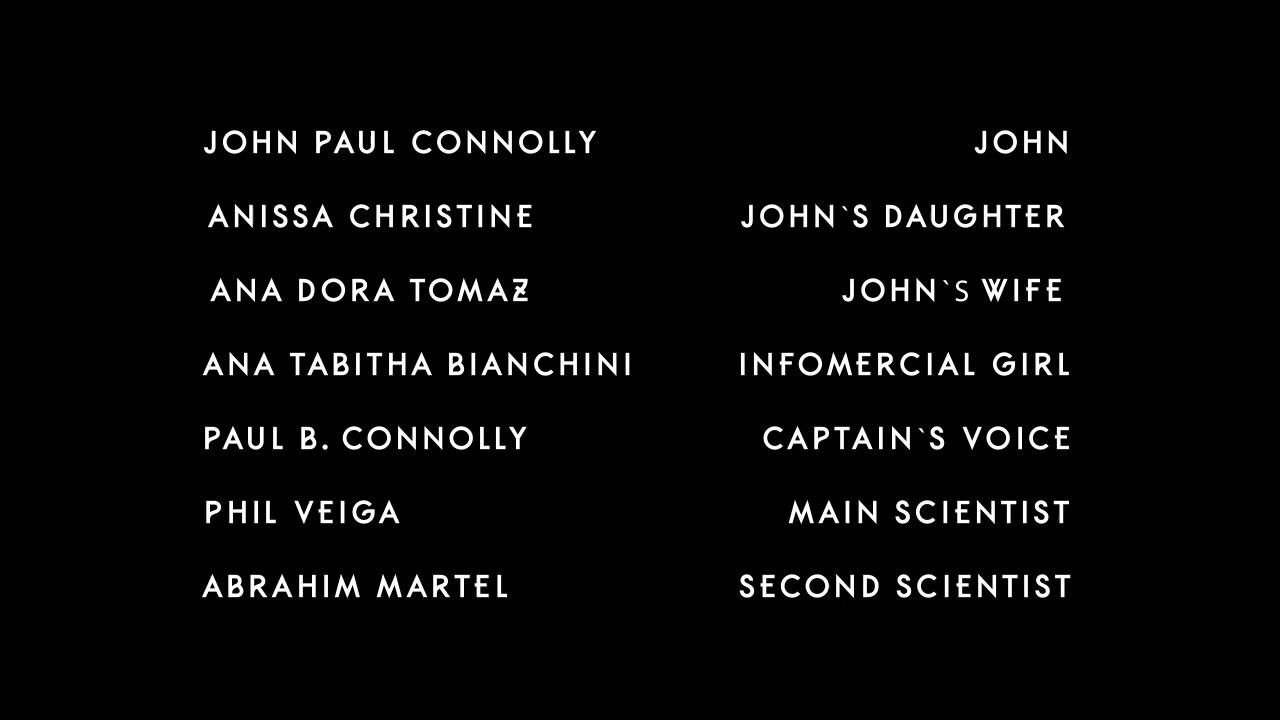 JOHN PAUL CONNOLLY JOHN
ANISSA CHRISTINE JOHN`S DAUGHTER
ANA DORA TOMAZ JOHN`S WIFE
ANA TABITHA BIANCHINI INFOMERCIAL GIRL
PAUL B. CONNOLLY CAPTAIN`S VOICE
PHIL VEIGA MAIN SCIENTIST
ABRAHIM MARTEL SECOND SCIENTIST